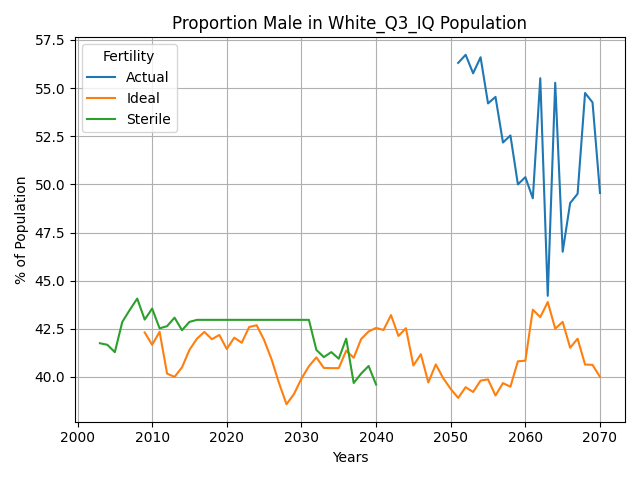 Proportion Male in White_Q3_IQ Population
Fertility
Actual
Ideal
Sterile
% of Population
57.5
55.0
52.5
50.0
47.5
45.0
42.5
40.0
2000 2010 2020 2030 2040 2050 2060 2070
Years